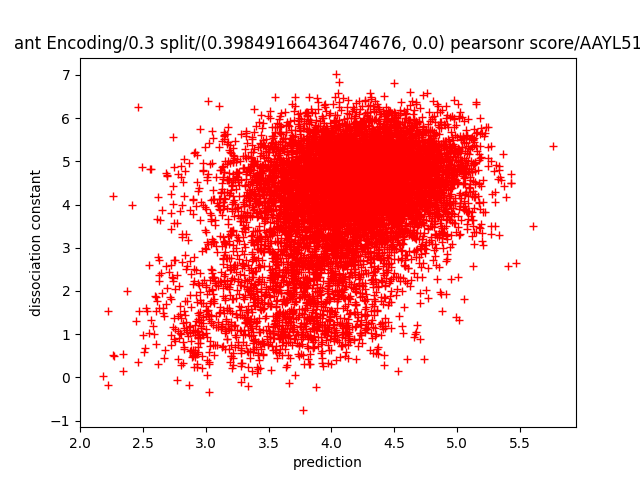 ant Encoding/0.3 split/(0.39849166436474676, 0.0) pearsonr score/AAYL51
7
6
5
4
3
2
1
0
−1
dissociation constant
2.0 2.5 3.0 3.5 4.0 4.5 5.0 5.5
prediction